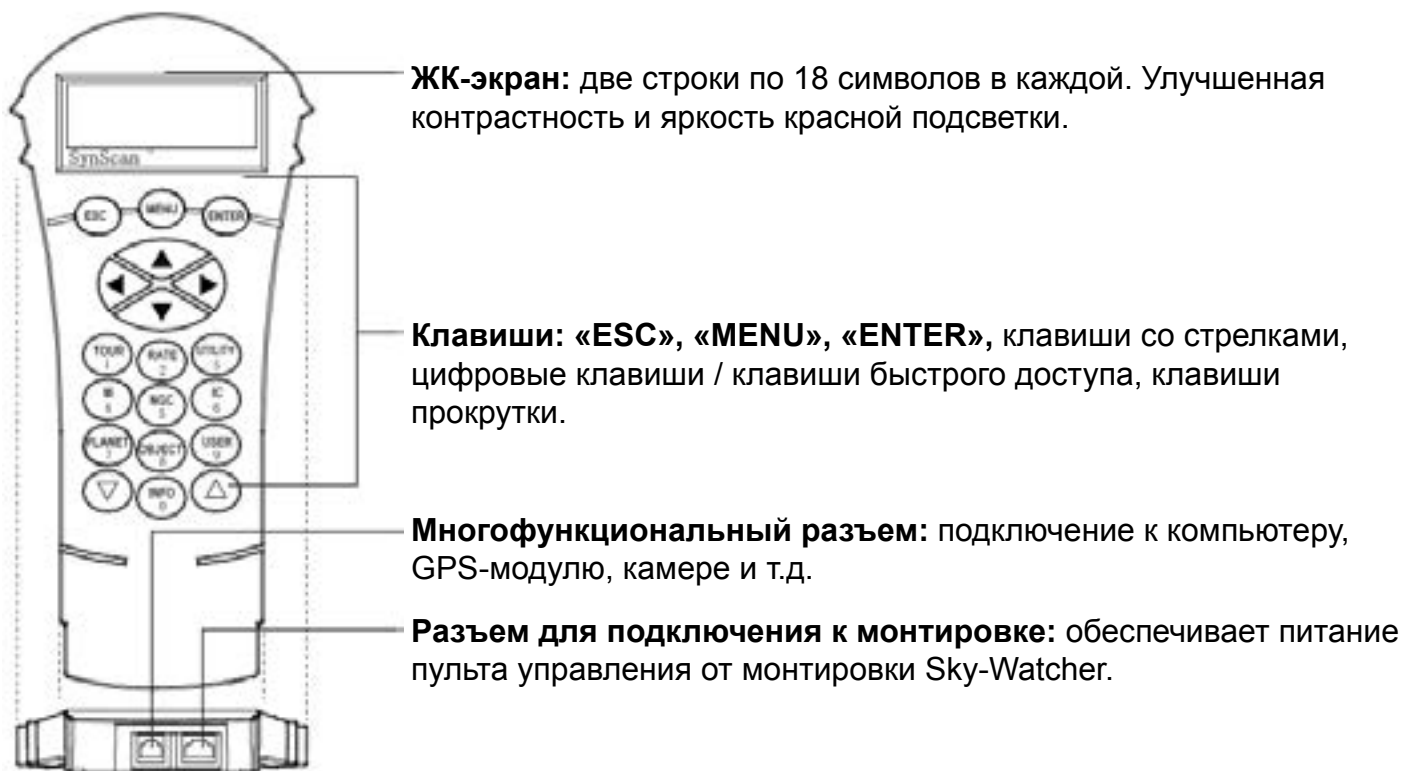 ЖК-экран: две строки по 18 символов в каждой. Улучшенная
контрастность и яркость красной подсветки.
SynScan
ESC MENU ENTER
Клавиши: «ESC», «MENU», «ENTER», клавиши со стрелками,
цифровые клавиши / клавиши быстрого доступа, клавиши
прокрутки.
TOUR RATE UTILITY
1 2
M NGC IC
5 6
PLANET OBJECT USER
7 8 9
INFO
0
Многофункциональный разъем: подключение к компьютеру,
GPS-модулю, камере и т.д.
Разъем для подключения к монтировке: обеспечивает питание
пульта управления от монтировки Sky-Watcher.